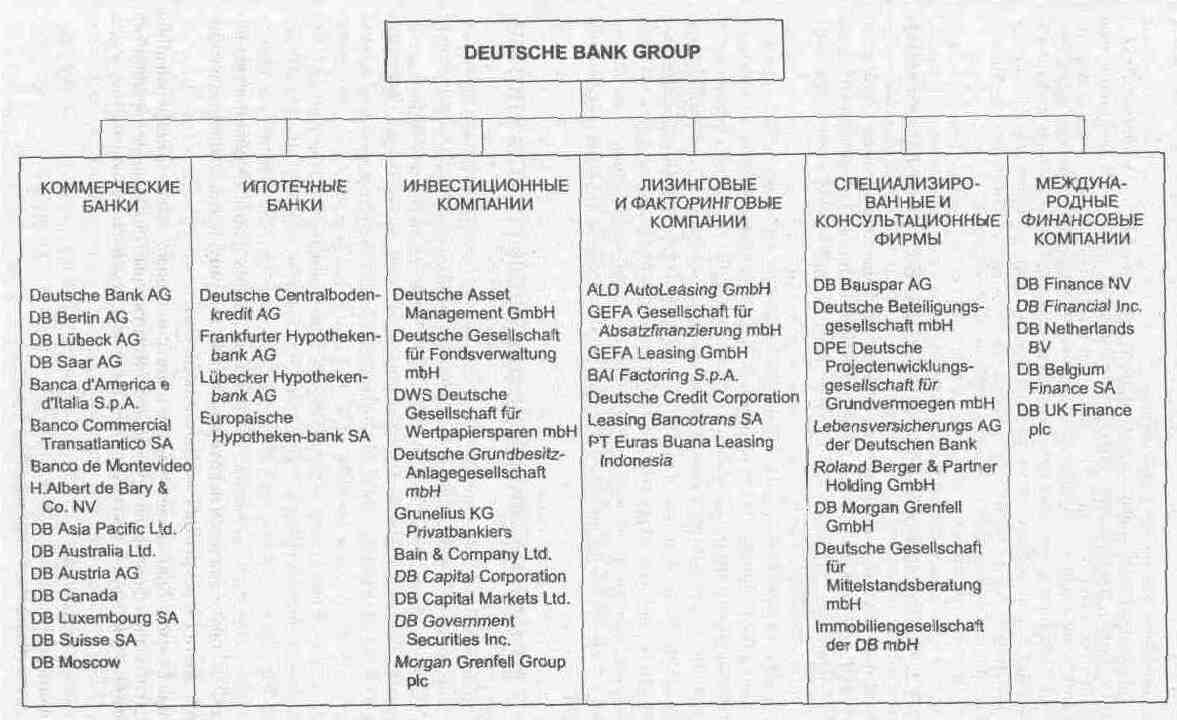 DEUTSCHE BANK GROUP
КОММЕРЧЕСКИЕ
БАНКИ
Deutsche Bank AG
DB Berlin AG
DB Lübeck AG
DB Saar AG
Banca d'America e
d'Italia S.p.A.
Banco Commercial
Transatlantico SA
Banco de Montevideo
H.Albert de Bary &
Co. NV
DB Asia Pacific Ltd.
DB Australia Ltd.
DB Austria AG
DB Canada
DB Luxembourg SA
DB Suisse SA
DB Moscow
ИПОТЕЧНЫЕ
БАНКИ
Deutsche Centralboden-
kredit AG
Frankfurter Hypotheken-
bank AG
Lübecker Hypotheken-
bank AG
Europaische
Hypotheken-bank SA
ИНВЕСТИЦИОННЫЕ
КОМПАНИИ
Deutsche Asset
Management GmbH
Deutsche Gesellschaft
für Fondsverwaltung
mbH
DWS Deutsche
Gesellschaft für
Wertpapiersparen mbH
Deutsche Grundbesitz-
Anlagegesellschaft
mbH
Grunelius KG
Privatbankiers
Bain & Company Ltd.
DB Capital Corporation
DB Capital Markets Ltd.
DB Government
Securities Inc.
Morgan Grenfell Group
plc
ЛИЗИНГОВЫЕ
И ФАКТОРИНГОВЫЕ
КОМПАНИИ
ALD AutoLeasing GmbH
GEFA Gesellschaft für
Absatzfinanzierung mbH
GEFA Leasing GmbH
BAI Factoring S.p.A.
Deutsche Credit Corporation
Leasing Bancotrans SA
PT Euras Buana Leasing
Indonesia
СПЕЦИАЛИЗИРО-
ВАННЫЕ И
КОНСУЛЬТАЦИОННЫЕ
ФИРМЫ
DB Bauspar AG
Deutsche Beteiligungs-
gesellschaft mbH
DPE Deutsche
Projectenwicklungs-
gesellschaft für
Grundvermoegen mbH
Lebensversicherungs AG
der Deutschen Bank
Roland Berger & Partner
Holding GmbH
DB Morgan Grenfell
GmbH
Deutsche Gesellschaft
für
Mittelstandsberatung
mbH
Immobiliengesellschaft
der DB mbH
МЕЖДУНА-
РОДНЫЕ
ФИНАНСОВЫЕ
КОМПАНИИ
DB Finance NV
DB Financial Inc.
DB Netherlands
BV
DB Belgium
Finance SA
DB UK Finance
plc